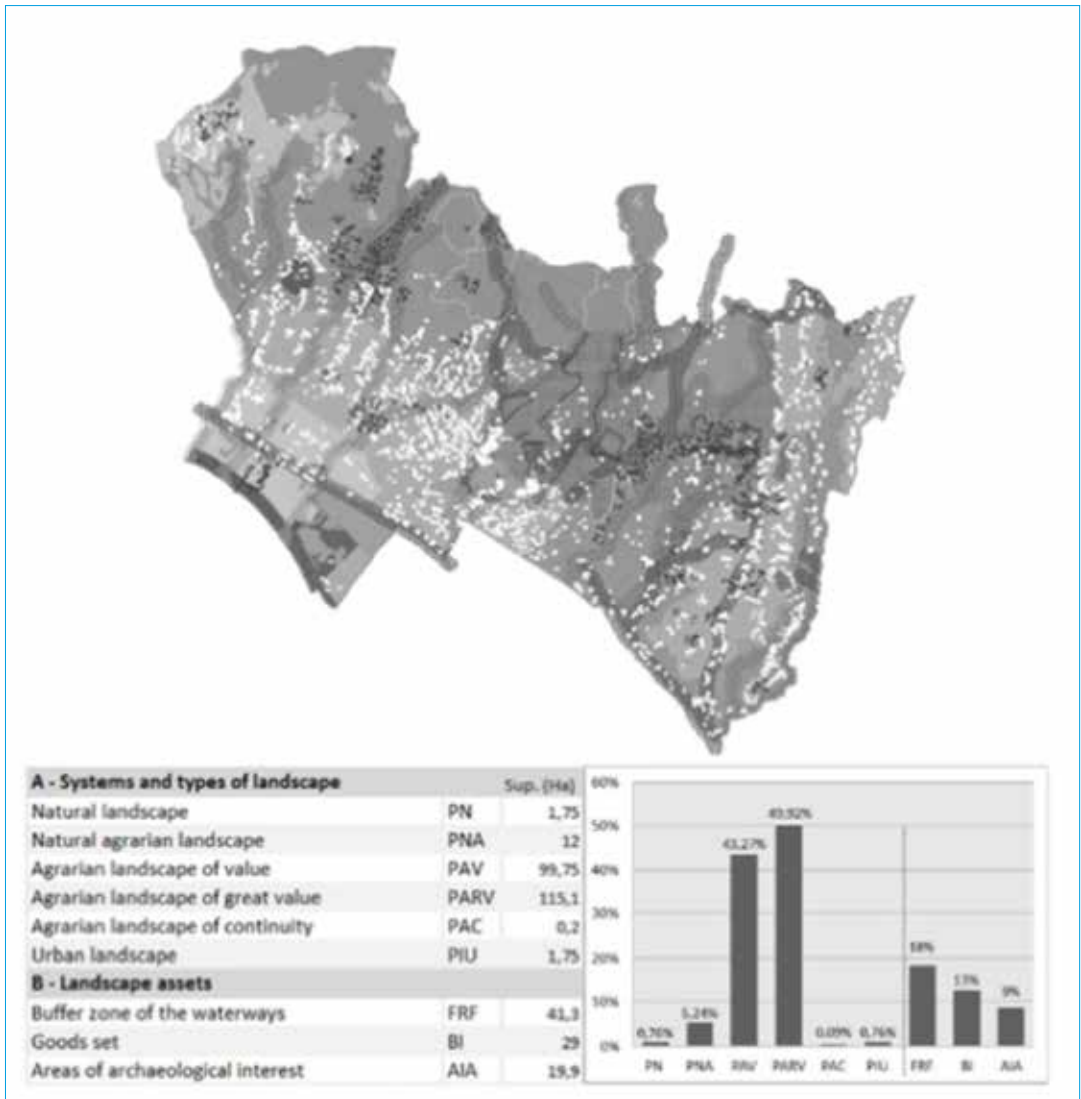 A - Systems and types of landscape Sup. (Ha)
Natural landscape PN 1,75
Natural agrarian landscape PNA 12
Agrarian landscape of value PAV 99,75
Agrarian landscape of great value PARV 115,1
Agrarian landscape of continuity PAC 0,2
Urban landscape PIU 1,75
B - Landscape assets
Buffer zone of the waterways FRF 41,3
Goods set BI 29
Areas of archaeological interest AIA 19,9
60%
50%
40%
30%
20%
10%
0%
0,76%
5,24%
43,27%
49,92%
0,09%
0,76%
18%
13%
9%
PN PNA PAV PARV PAC PIU FRF BI AIA